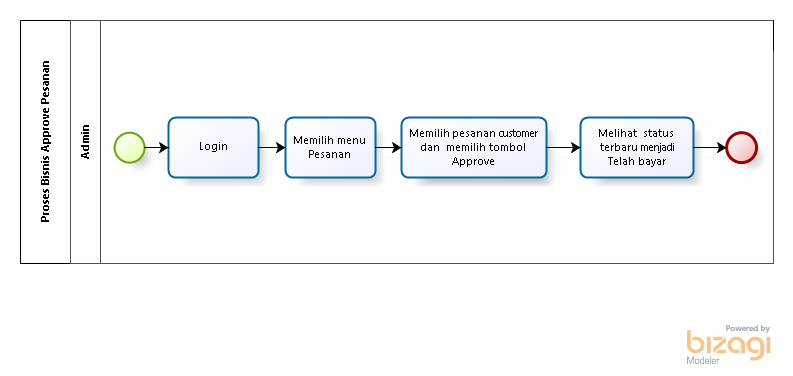 Proses Bisnis Approve Pesanan
Admin
Login
Memilih menu
Pesanan
Memilih pesanan customer
dan memilih tombol
Approve
Melihat status
terbaru menjadi
Telah bayar
Powered by
bizagi
Modeler